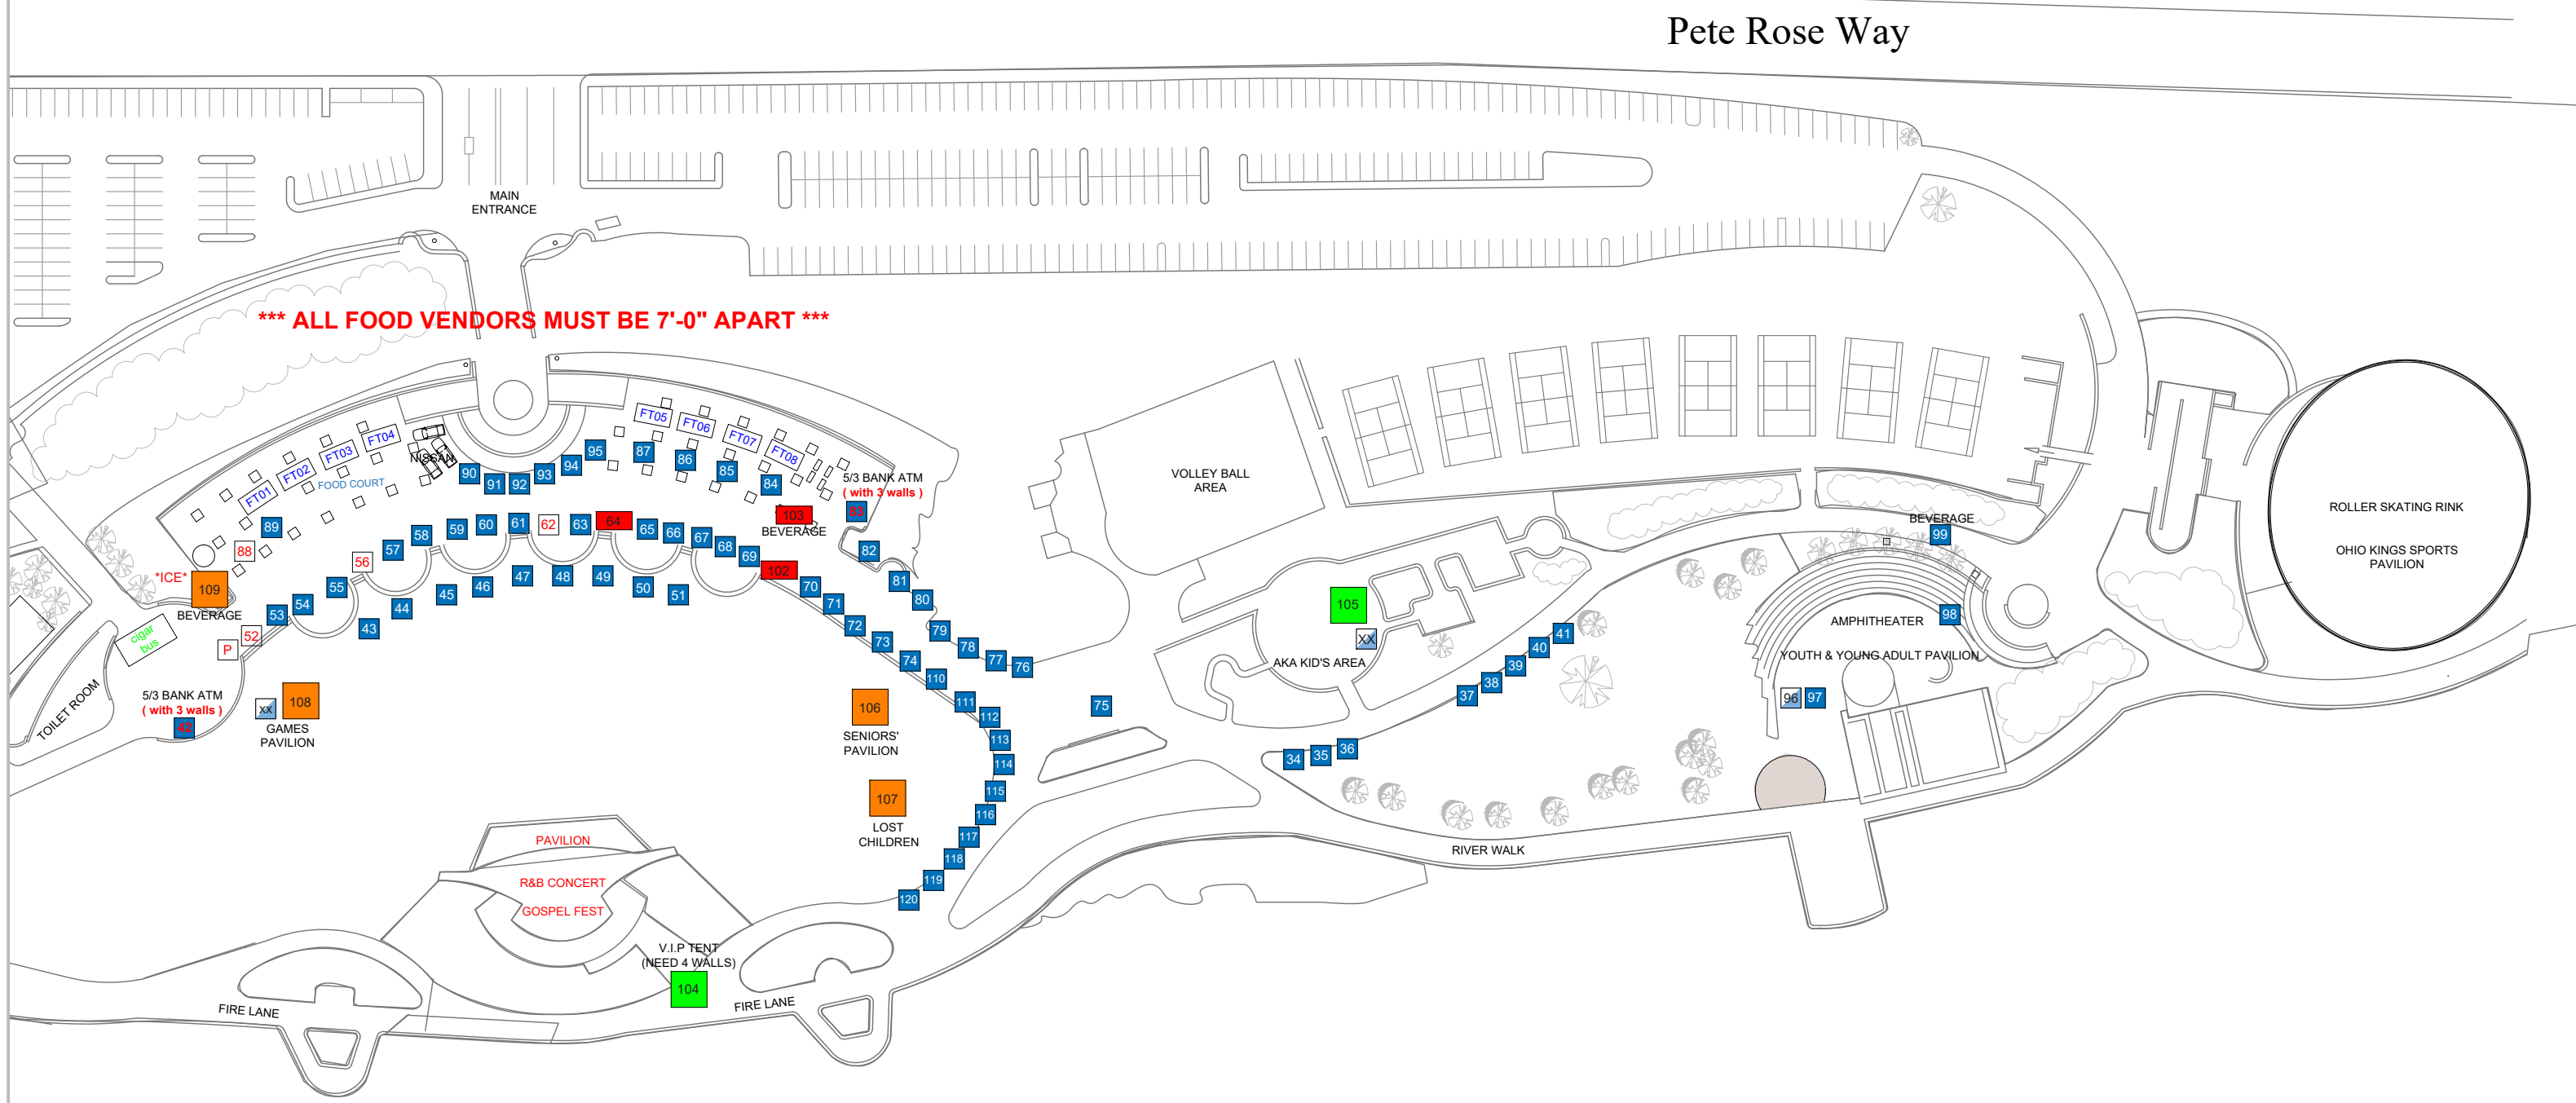 Pete Rose Way
MAIN
ENTRANCE
*** ALL FOOD VENDORS MUST BE 7'-0" APART ***
FT01
FT02
FT03
FT04
NISSAN
FOOD COURT
FT05
FT06
FT07
FT08
90
91
92
93
94
95
87
86
85
84
5/3 BANK ATM
( with 3 walls )
83
103
BEVERAGE
89
88
*ICE*
109
BEVERAGE
cigar
bus
P
52
53
54
55
56
57
58
59
60
61
62
63
64
65
66
67
68
69
102
70
71
72
73
74
110
111
112
113
114
115
116
117
118
119
120
43
44
45
46
47
48
49
50
51
82
81
80
79
78
77
76
75
TOILET ROOM
5/3 BANK ATM
( with 3 walls )
42
xx
108
GAMES
PAVILION
106
SENIORS'
PAVILION
107
LOST
CHILDREN
PAVILION
R&B CONCERT
GOSPEL FEST
V.I.P TENT
(NEED 4 WALLS)
104
FIRE LANE
FIRE LANE
VOLLEY BALL
AREA
105
XX
AKA KID'S AREA
34
35
36
37
38
39
40
41
RIVER WALK
BEVERAGE
99
98
AMPHITHEATER
YOUTH & YOUNG ADULT PAVILION
96
97
ROLLER SKATING RINK
OHIO KINGS SPORTS
PAVILION